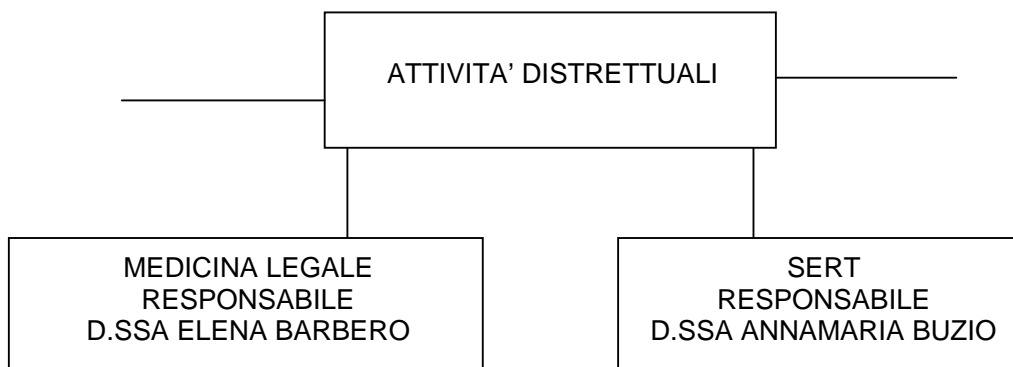 ATTIVITA’ DISTRETTUALI
MEDICINA LEGALE
RESPONSABILE
D.SSA ELENA BARBERO
SERT
RESPONSABILE
D.SSA ANNAMARIA BUZIO